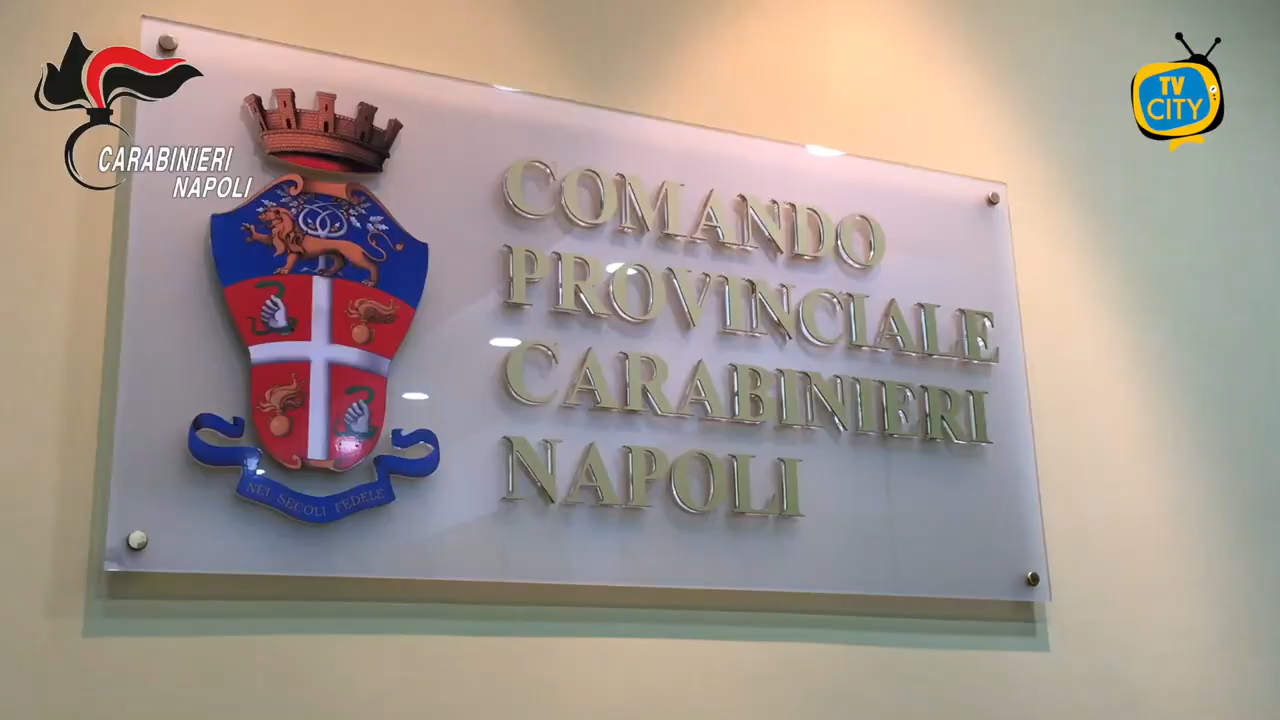 CARABINIERI
NAPOLI
TV
CITY
COMANDO
PROVINCIALE
CARABINIERI
NAPOLI
NEI SECOLI FEDELE